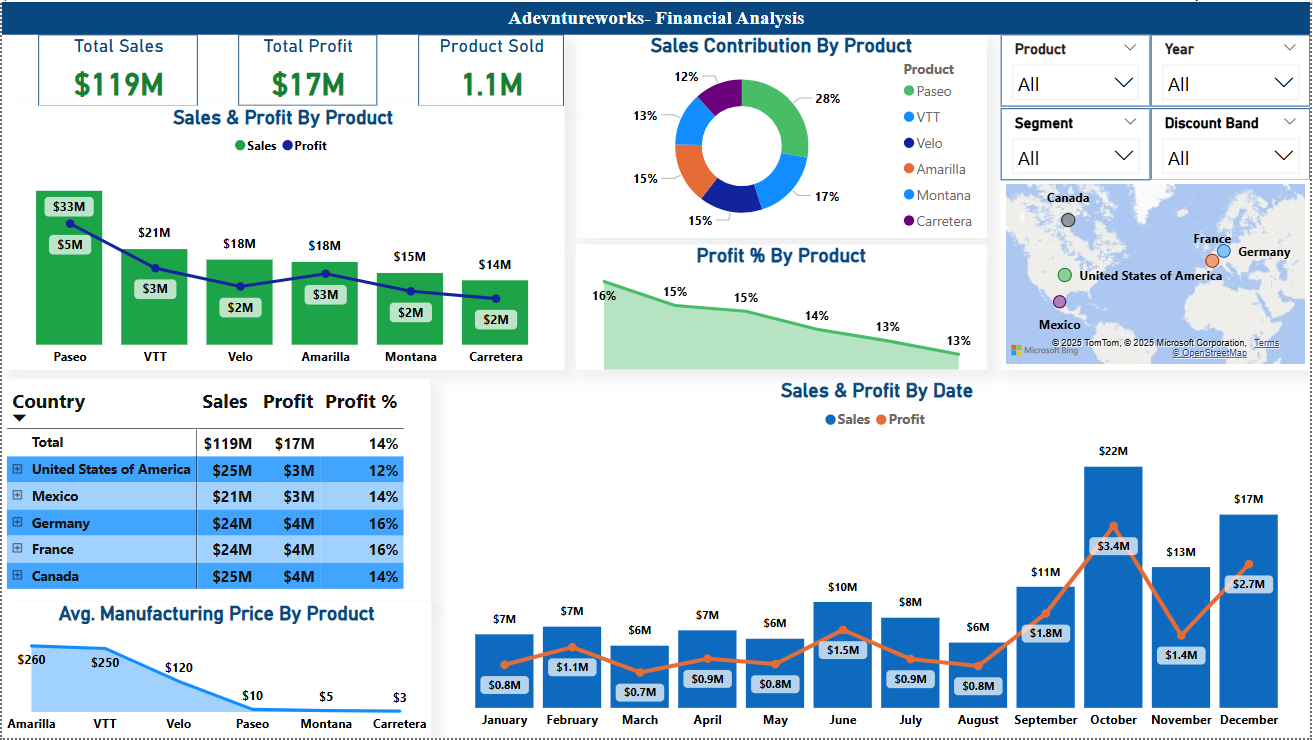 Adevntureworks- Financial Analysis
Total Sales
$119M
Total Profit
$17M
Product Sold
1.1M
Sales & Profit By Product
Sales Profit
$33M
$5M
$21M
$3M
$18M
$2M
$18M
$3M
$15M
$2M
$14M
$2M
Paseo VTT Velo Amarilla Montana Carretera
Sales Contribution By Product
12%
28%
13%
15%
17%
15%
Product
Paseo
VTT
Velo
Amarilla
Montana
Carretera
Profit % By Product
16%
15%
15%
14%
13%
13%
Product
All
Year
All
Segment
All
Discount Band
All
Canada
France
Germany
United States of America
Mexico
© 2025 TomTom, © 2025 Microsoft Corporation, Terms
Microsoft Bing
© OpenStreetMap
Country Sales Profit Profit %
Total $119M $17M 14%
United States of America $25M $3M 12%
Mexico $21M $3M 14%
Germany $24M $4M 16%
France $24M $4M 16%
Canada $25M $4M 14%
Avg. Manufacturing Price By Product
$260
$250
$120
$10
$5
$3
Amarilla VTT Velo Paseo Montana Carretera
Sales & Profit By Date
Sales Profit
$7M
$0.8M
$7M
$1.1M
$6M
$0.7M
$7M
$0.9M
$6M
$0.8M
$10M
$1.5M
$8M
$0.9M
$6M
$0.8M
$11M
$1.8M
$22M
$3.4M
$13M
$1.4M
$17M
$2.7M
January February March April May June July August September October November December